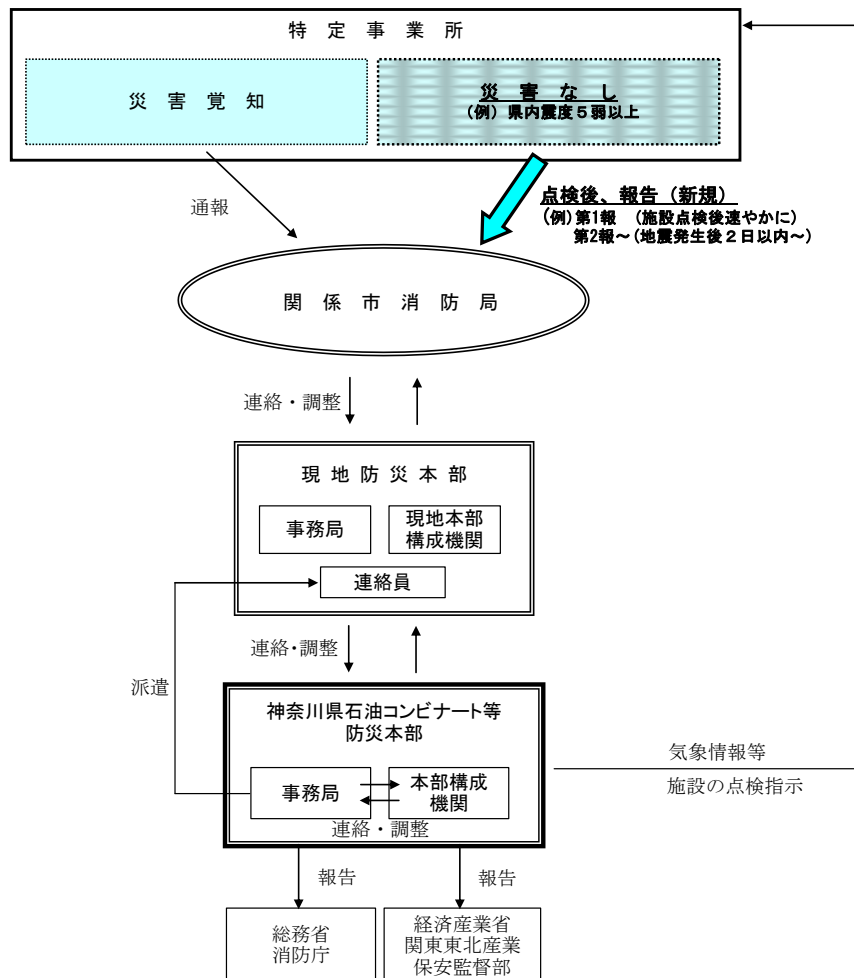 特 定 事 業 所
災 害 覚 知
災 害 な し
(例) 県内震度５弱以上
通報
点検後、報告（新規）
(例) 第1報 （施設点検後速やかに）
第2報～（地震発生後２日以内～）
関 係 市 消 防 局
連絡・調整
現 地 防 災 本 部
事務局
現地本部
構成機関
連絡員
連絡・調整
派遣
神奈川県石油コンビナート等
防災本部
事務局
本部構成
機関
連絡・調整
気象情報等
施設の点検指示
報告
報告
総務省
消防庁
経済産業省
関東東北産業
保安監督部